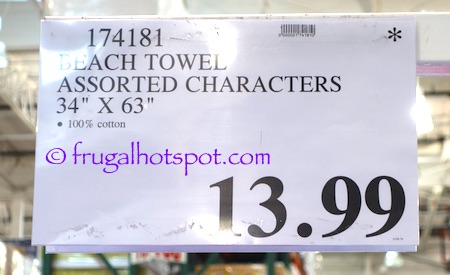 174181 *
BEACH TOWEL
ASSORTED CHARACTERS
34" X 63"
• 100% cotton
© frugalhotspot.com
13.99